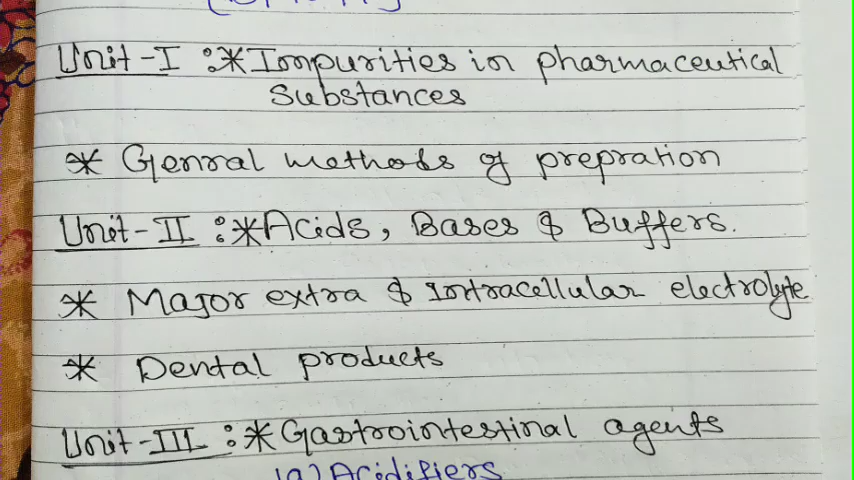 Unit-I :* Impurities in pharmaceutical
Substances
* Genral methods of prepration
Unit-II :* Acids, Bases & Buffers.
* Major extra & Intracellular electrolyte
* Dental products
Unit-III :* Gastrointestinal agents
(a) Acidifiers